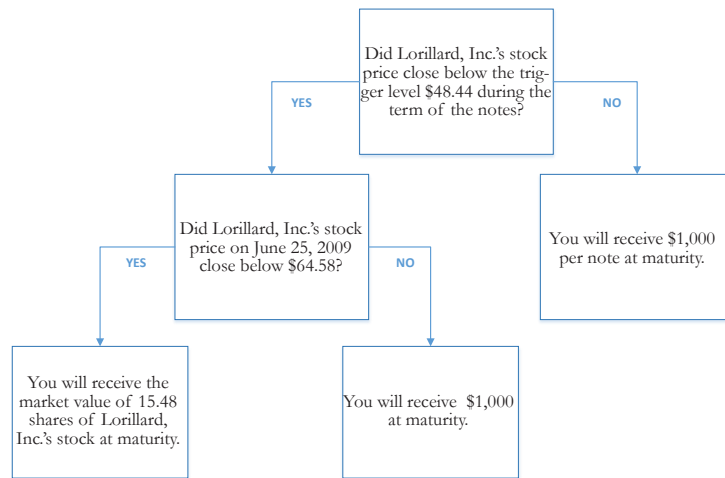 Did Lorillard, Inc.'s stock
price close below the trig-
ger level $48.44 during the
term of the notes?
YES
NO
Did Lorillard, Inc.'s stock
price on June 25, 2009
close below $64.58?
You will receive $1,000
per note at maturity.
YES
NO
You will receive the
market value of 15.48
shares of Lorillard,
Inc.'s stock at maturity.
You will receive $1,000
at maturity.